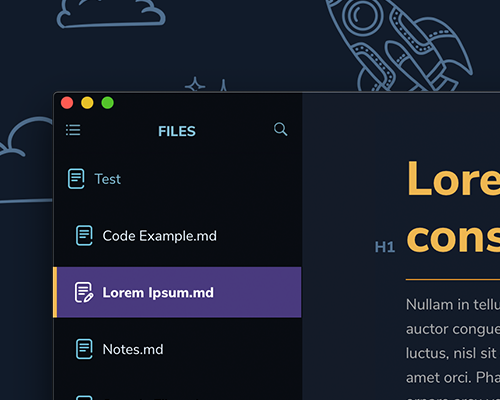 FILES
Test
Code Example.md
Lorem Ipsum.md
Notes.md
Lore
H1 cons
Nullam in tellu
auctor congue
luctus, nisl sit
amet orci. Pha